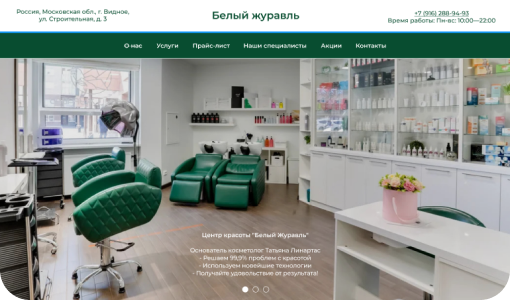 Россия, Московская обл., г. Видное,
ул. Строительная, д. 3
Белый журавль
+7 (916) 288-94-93
Время работы: Пн-вс: 10:00—22:00
О-нас
Услуги
Прайс-лист
Наши специалисты
Акции
Контакты
Центр красоты "Белый Журавль"
Основатель косметолог Татьяна Линартас
- Решаем 99,9% проблем с красотой
- Используем новейшие технологии
- Получайте удовольствие от результата!